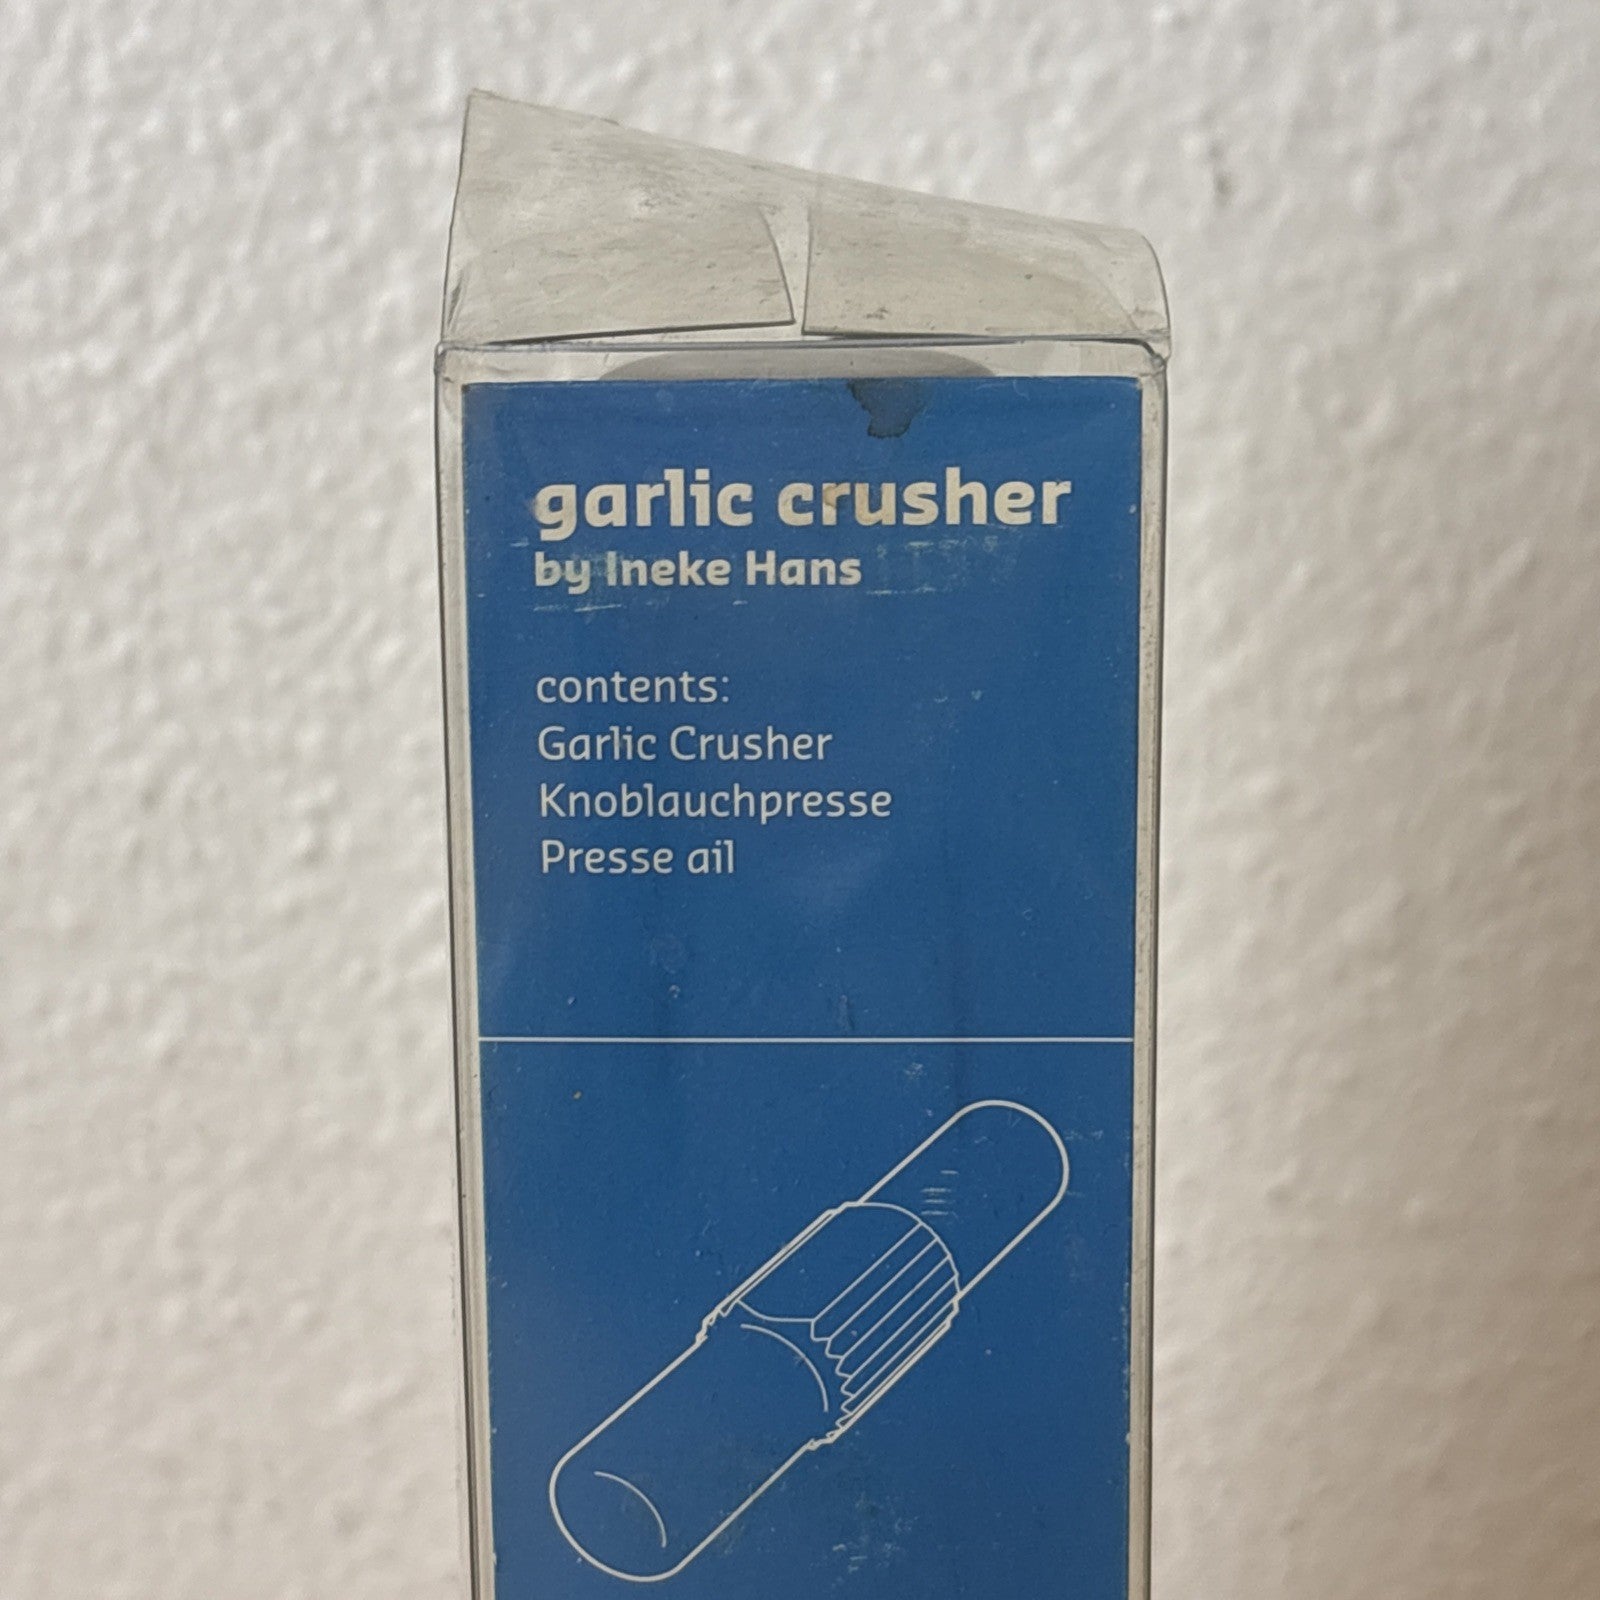 garlic crusher
by Ineke Hans
contents:
Garlic Crusher
Knoblauchpresse
Presse ail